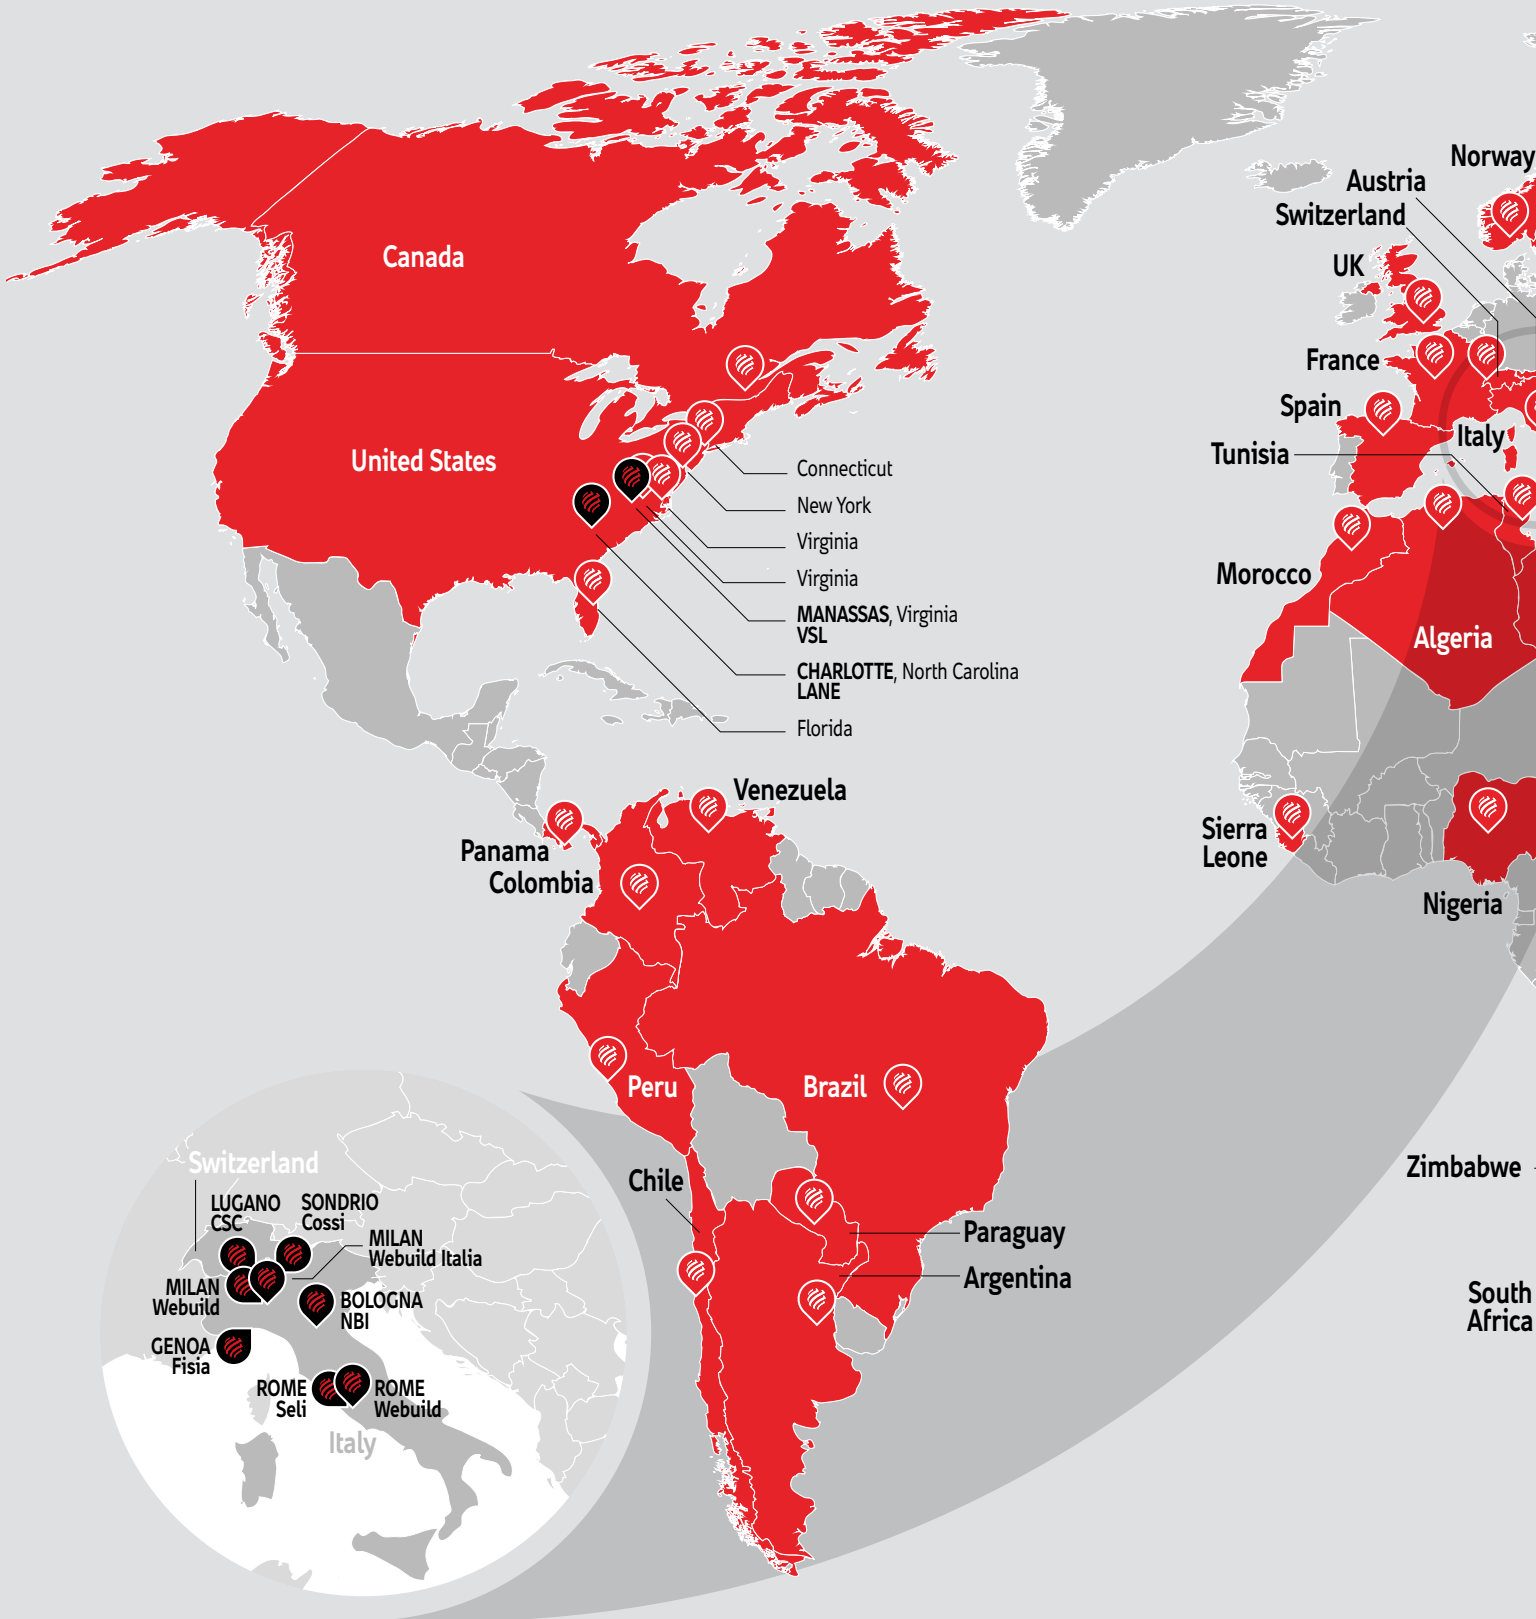 Norway
Austria
Switzerland
Canada
UK
France
Spain
Italy
Tunisia
United States
Connecticut
New York
Virginia
Virginia
MANASSAS, Virginia
VSL
CHARLOTTE, North Carolina
LANE
Florida
Morocco
Algeria
Venezuela
Panama
Colombia
Sierra
Leone
Nigeria
Peru
Brazil
Chile
Paraguay
Argentina
Zimbabwe
South
Africa
Switzerland
LUGANO
CSC
SONDRIO
Cossi
MILAN
Webuild Italia
MILAN
Webuild
BOLOGNA
NBI
GENOA
Fisia
ROME
Seli
ROME
Webuild
Italy